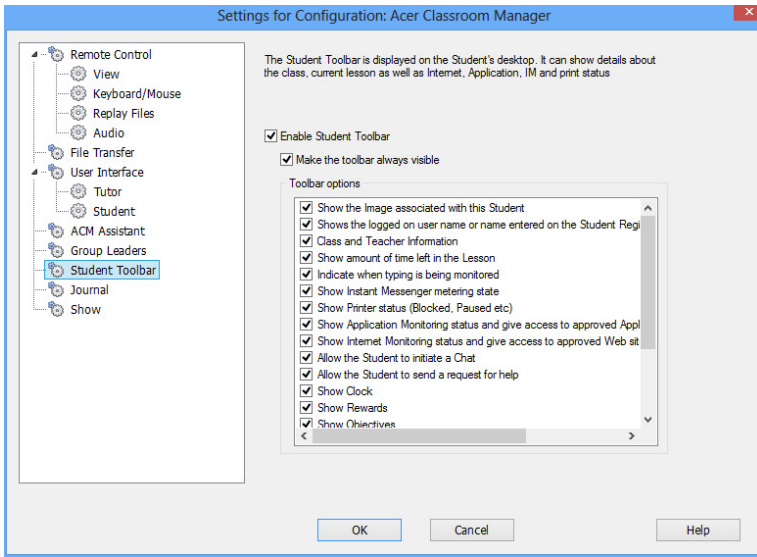 Settings for Configuration: Acer Classroom Manager
Remote Control
View
Keyboard/Mouse
Replay Files
Audio
File Transfer
User Interface
Tutor
Student
ACM Assistant
Group Leaders
Student Toolbar
Journal
Show
The Student Toolbar is displayed on the Student's desktop. It can show details about
the class, current lesson as well as Internet, Application, IM and print status
Enable Student Toolbar
Make the toolbar always visible
Toolbar options
Show the Image associated with this Student
Shows the logged on user name or name entered on the Student Regi
Class and Teacher Information
Show amount of time left in the Lesson
Indicate when typing is being monitored
Show Instant Messenger metering state
Show Printer status (Blocked, Paused etc)
Show Application Monitoring status and give access to approved Appl
Show Internet Monitoring status and give access to approved Web sit
Allow the Student to initiate a Chat
Allow the Student to send a request for help
Show Clock
Show Rewards
Show Objectives
OK
Cancel
Help